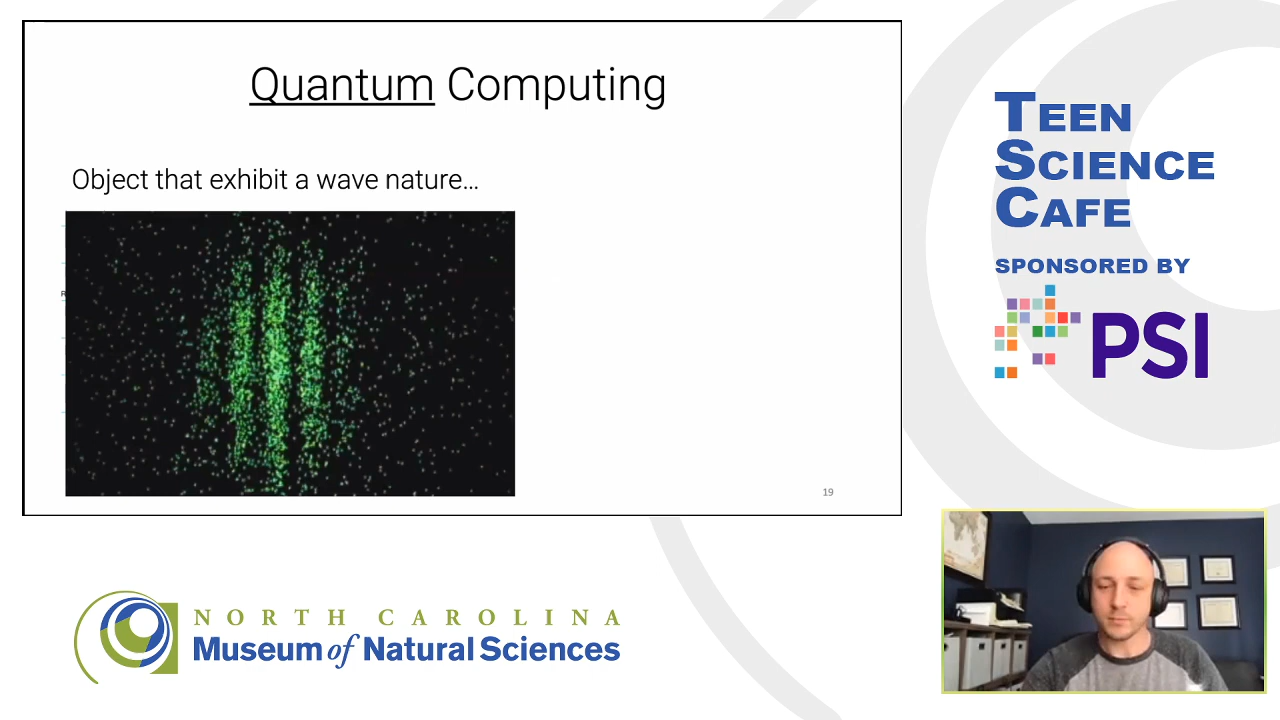 Quantum Computing
Object that exhibit a wave nature…
R
19
TEEN
SCIENCE
CAFE
SPONSORED BY
PSI
NORTH CAROLINA
Museum of Natural Sciences